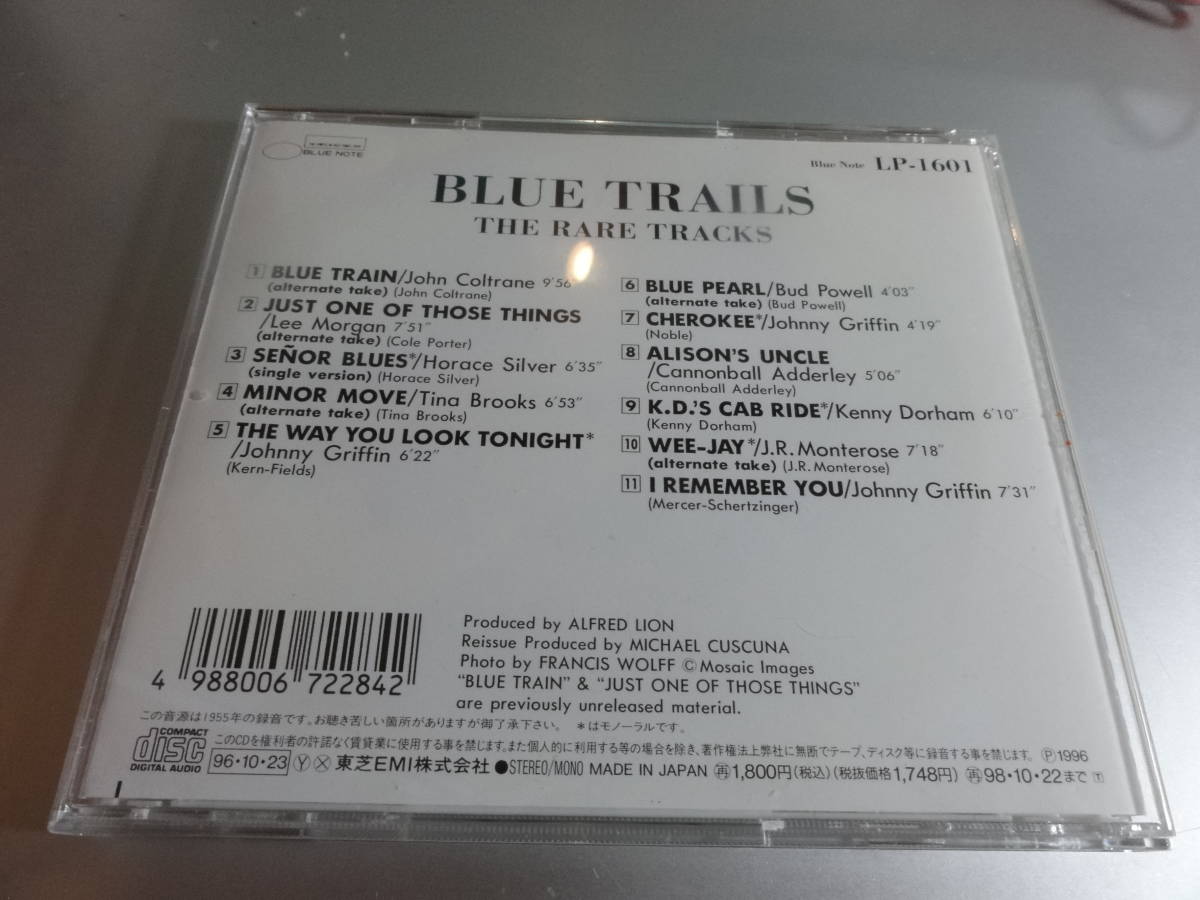 BLUE NOTE
Blue Note LP-1601
BLUE TRAILS
THE RARE TRACKS
1 BLUE TRAIN/John Coltrane 9'56"
(alternate take) (John Coltrane)
2 JUST ONE OF THOSE THINGS
/Lee Morgan 7'51"
(alternate take) (Cole Porter)
3 SEÑOR BLUES*/Horace Silver 6'35"
(single version) (Horace Silver)
4 MINOR MOVE/Tina Brooks 6'53"
(alternate take) (Tina Brooks)
5 THE WAY YOU LOOK TONIGHT*
/Johnny Griffin 6'22"
(Kern-Fields)
6 BLUE PEARL/Bud Powell 4'03"
(alternate take) (Bud Powell)
7 CHEROKEE*/Johnny Griffin 4'19"
(Noble)
8 ALISON'S UNCLE
/Cannonball Adderley 5'06"
(Cannonball Adderley)
9 K.D.'S CAB RIDE*/Kenny Dorham 6'10"
(Kenny Dorham)
10 WEE-JAY*/J.R. Monterose 7'18"
(alternate take) (J.R. Monterose)
11 I REMEMBER YOU/Johnny Griffin 7'31"
(Mercer-Schertzinger)
4 988006 722842
Produced by ALFRED LION
Reissue Produced by MICHAEL CUSCUNA
Photo by FRANCIS WOLFF ©Mosaic Images
"BLUE TRAIN" & "JUST ONE OF THOSE THINGS"
are previously unreleased material.
この音源は1955年の録音です。お聴き苦しい箇所がありますが御了承下さい。 *はモノーラルです。
COMPACT disc DIGITAL AUDIO
このCDを権利者の許諾なく賃貸業に使用する事を禁じます。また個人的に利用する等の場合を除き、著作権法上弊社に無断でテープ、ディスク等に録音する事を禁じます。 ℗1996
96・10・23 Ⓨ Ⓧ 東芝EMI株式会社 ●STEREO/MONO MADE IN JAPAN 再1,800円(税込)(税抜価格1,748円) 再98・10・22まで T